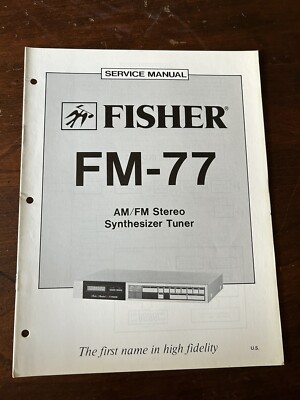 SERVICE MANUAL
FISHER®
FM-77
AM/FM Stereo
Synthesizer Tuner
The first name in high fidelity
U.S.